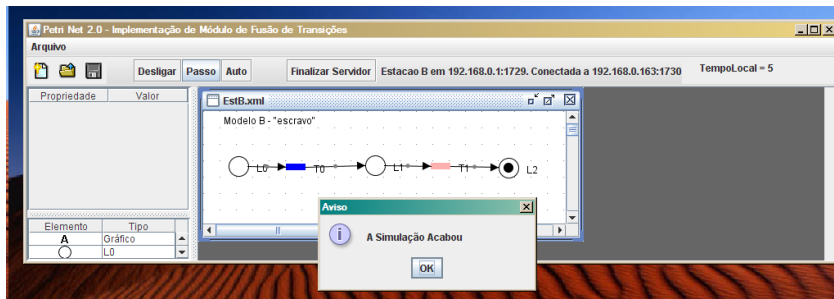 Petri Net 2.0 - Implementação de Módulo de Fusão de Transições
Arquivo
Desligar Passo Auto Finalizar Servidor Estacao B em 192.168.0.1:1729. Conectada a 192.168.0.163:1730 TempoLocal = 5
Propriedade Valor
EstB.xml
Modelo B - "escravo"
L0 T0 L1 T1 L2
Aviso
A Simulação Acabou
OK
Elemento Tipo
A Gráfico
L0